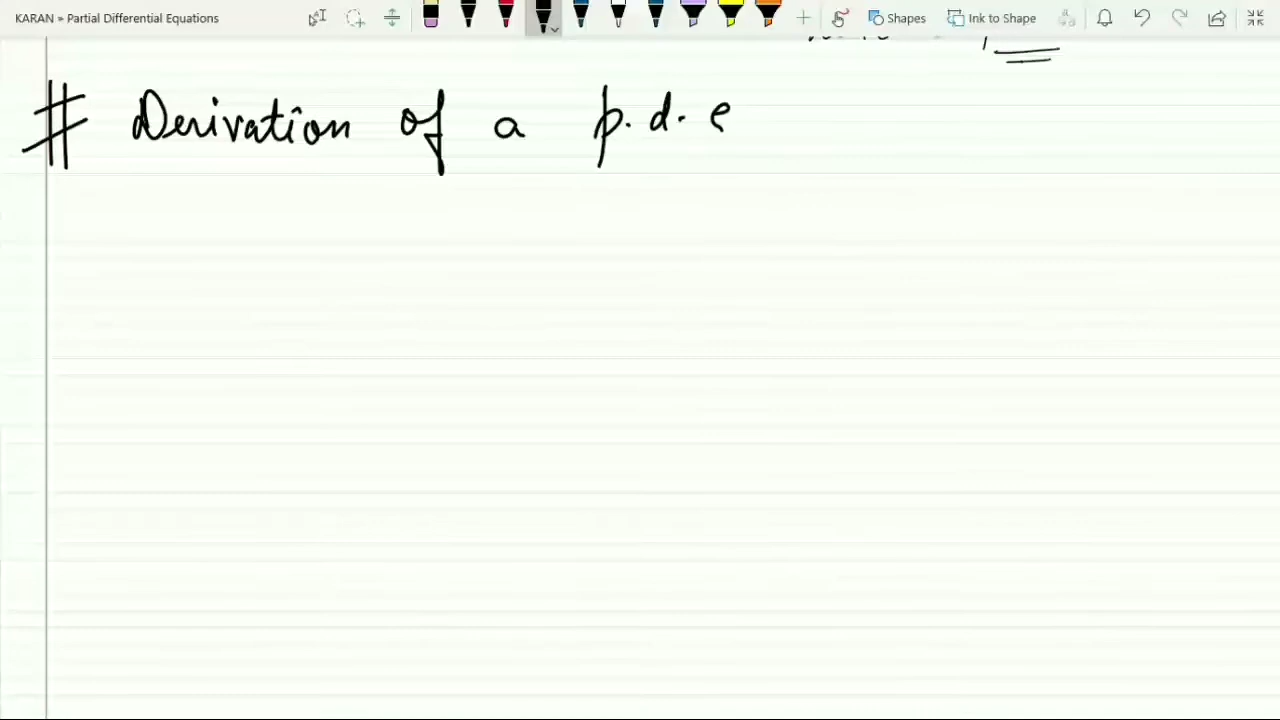 KARAN » Partial Differential Equations Shapes Ink to Shape
# Derivation of a p.d.e